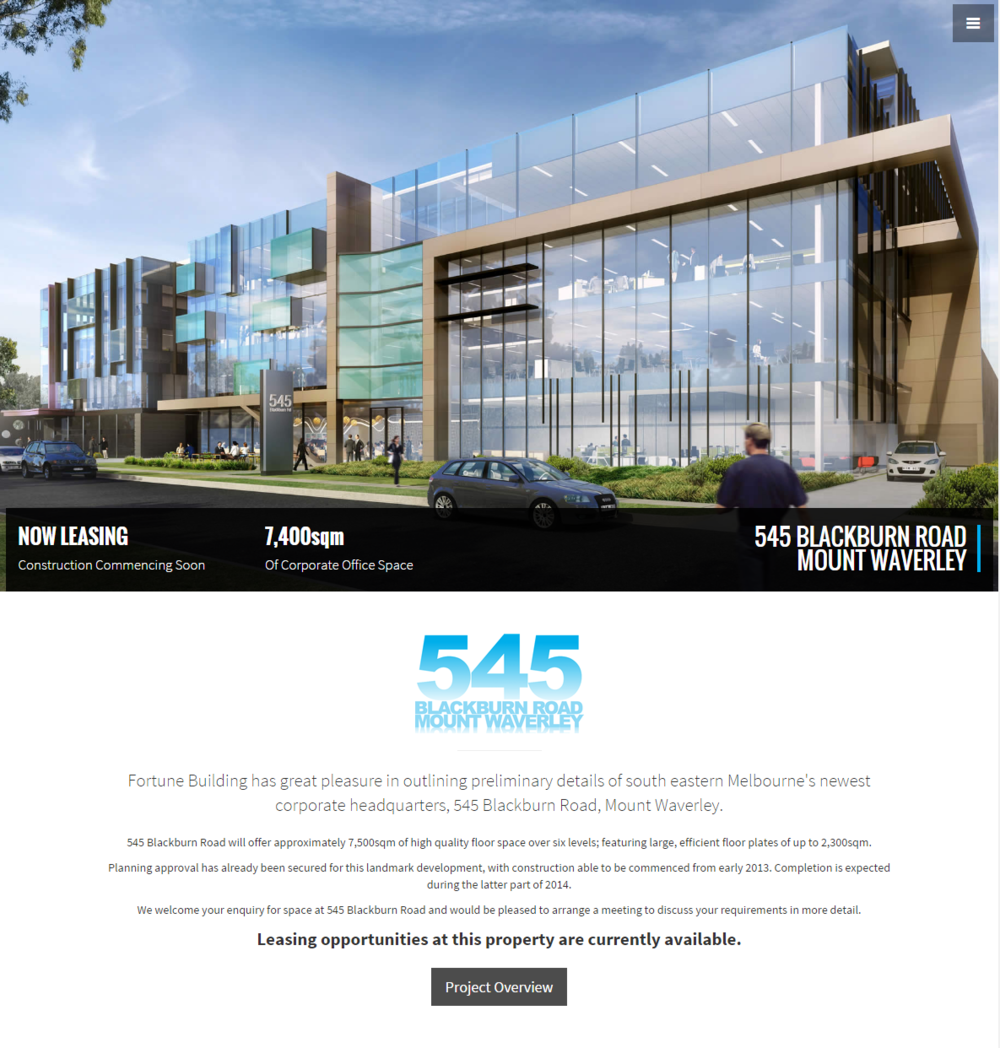 545
NOW LEASING
Construction Commencing Soon
7,400sqm
Of Corporate Office Space
545 BLACKBURN ROAD
MOUNT WAVERLEY
545
BLACKBURN ROAD
MOUNT WAVERLEY
Fortune Building has great pleasure in outlining preliminary details of south eastern Melbourne's newest
corporate headquarters, 545 Blackburn Road, Mount Waverley.
545 Blackburn Road will offer approximately 7,500sqm of high quality floor space over six levels; featuring large, efficient floor plates of up to 2,300sqm.
Planning approval has already been secured for this landmark development, with construction able to be commenced from early 2013. Completion is expected
during the latter part of 2014.
We welcome your enquiry for space at 545 Blackburn Road and would be pleased to arrange a meeting to discuss your requirements in more detail.
Leasing opportunities at this property are currently available.
Project Overview